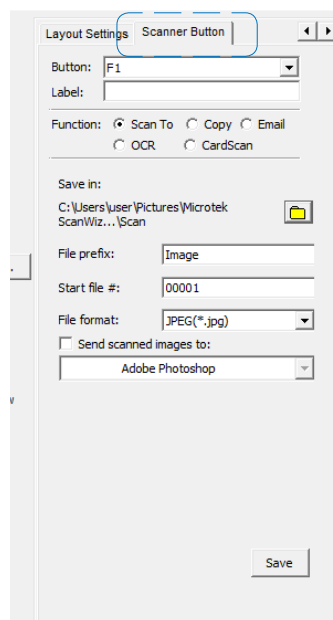 Layout Settings Scanner Button
Button: F1
Label:
Function: Scan To Copy Email
OCR CardScan
Save in:
C:\Users\user\Pictures\Microtek
ScanWiz...\Scan
File prefix: Image
Start file #: 00001
File format: JPEG(*.jpg)
Send scanned images to:
Adobe Photoshop
Save